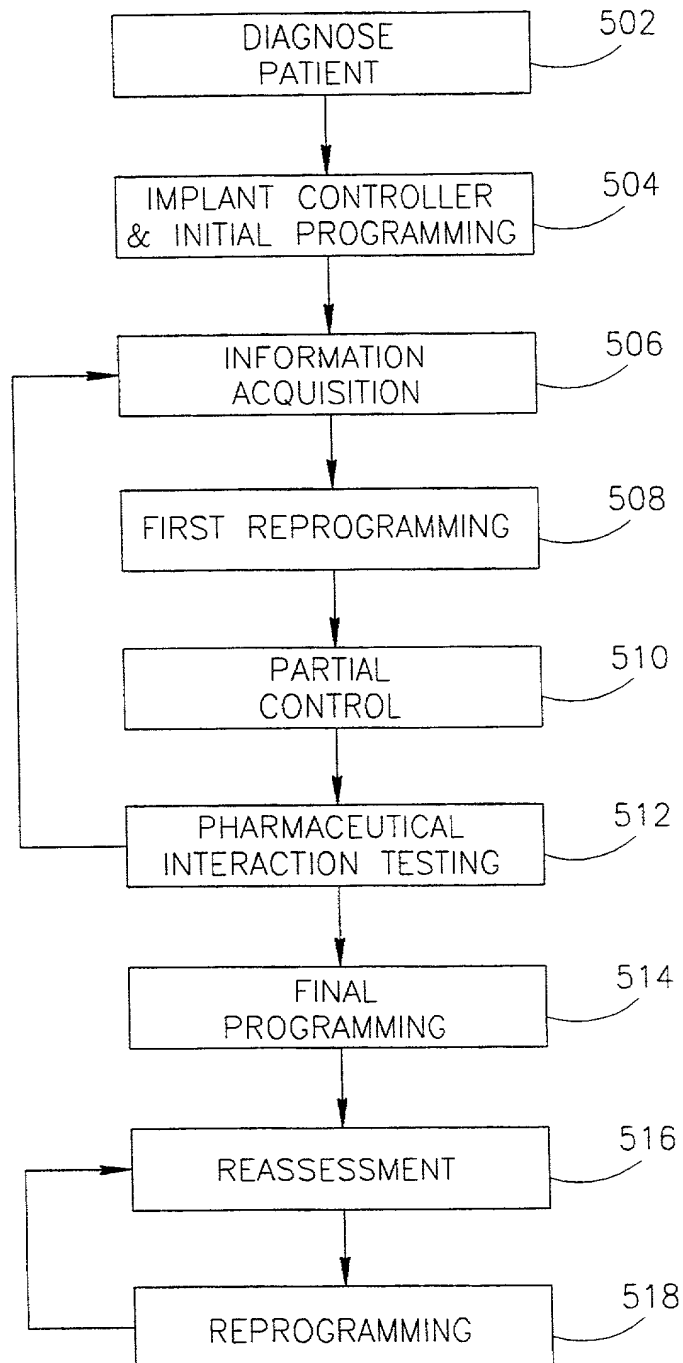 502
DIAGNOSE
PATIENT
504
IMPLANT CONTROLLER
& INITIAL PROGRAMMING
506
INFORMATION
ACQUISITION
508
FIRST REPROGRAMMING
510
PARTIAL
CONTROL
512
PHARMACEUTICAL
INTERACTION TESTING
514
FINAL
PROGRAMMING
516
REASSESSMENT
518
REPROGRAMMING